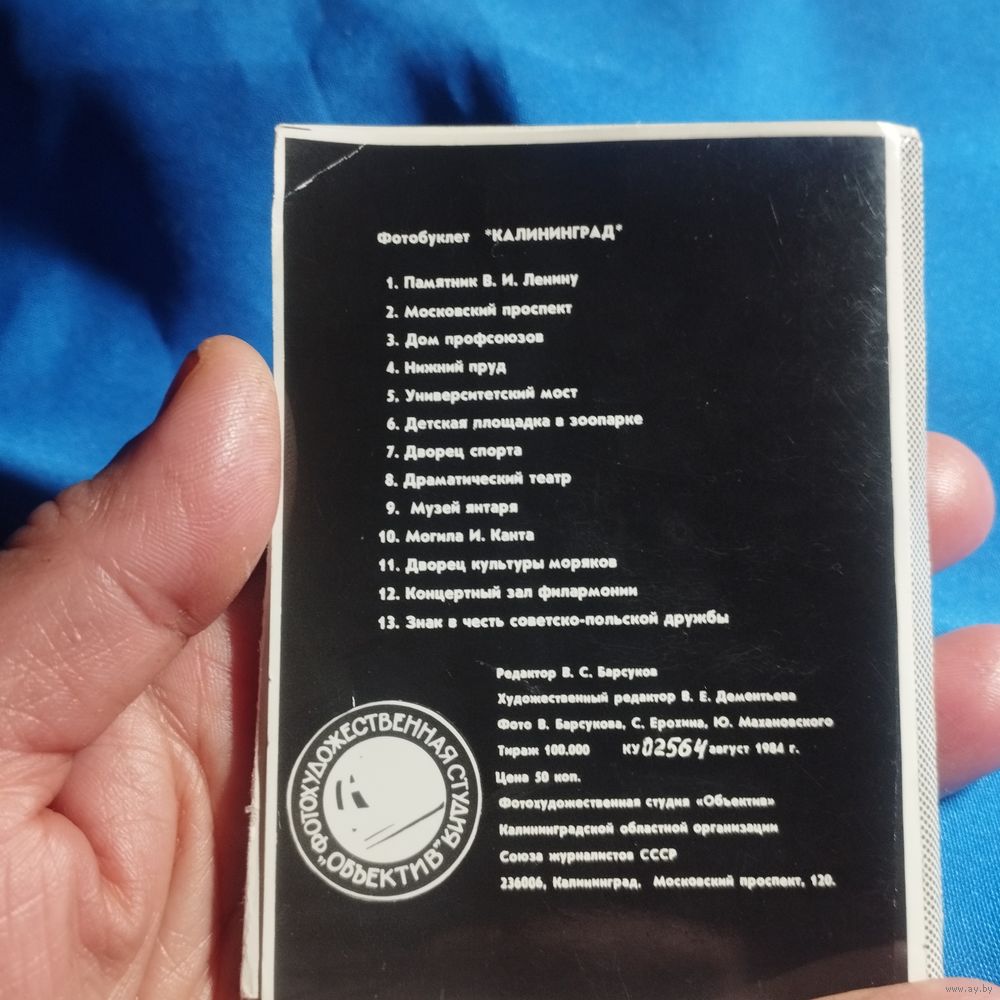 Фотобуклет "КАЛИНИНГРАД"
1. Памятник В. И. Ленину
2. Московский проспект
3. Дом профсоюзов
4. Нижний пруд
5. Университетский мост
6. Детская площадка в зоопарке
7. Дворец спорта
8. Драматический театр
9. Музей янтаря
10. Могила И. Канта
11. Дворец культуры моряков
12. Концертный зал филармонии
13. Знак в честь советско-польской дружбы
Редактор В. С. Барсуков
Художественный редактор В. Е. Дементьева
Фото В. Барсукова, С. Ерохина, Ю. Махановского
Тираж 100.000 КУ 02564 август 1984 г.
Цена 50 коп.
Фотохудожественная студия «Объектив»
Калининградской областной организации
Союза журналистов СССР
236006, Калининград, Московский проспект, 120.
ФОТОХУДОЖЕСТВЕННАЯ СТУДИЯ
„ОБЪЕКТИВ"
www.ay.by